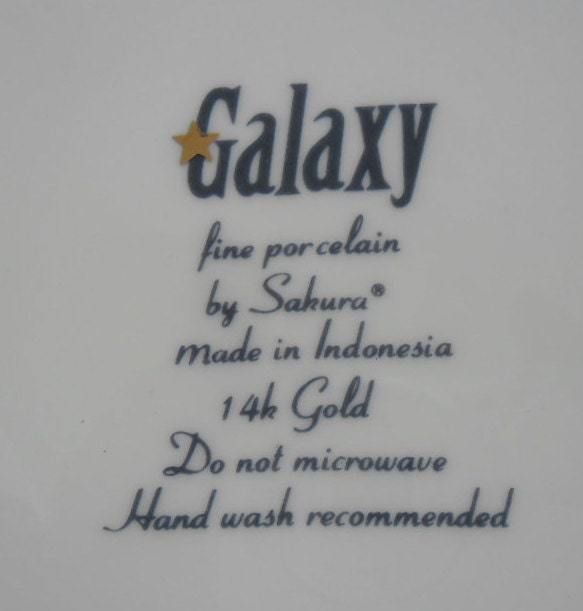 Galaxy
fine porcelain
by Sakura®
made in Indonesia
14k Gold
Do not microwave
Hand wash recommended